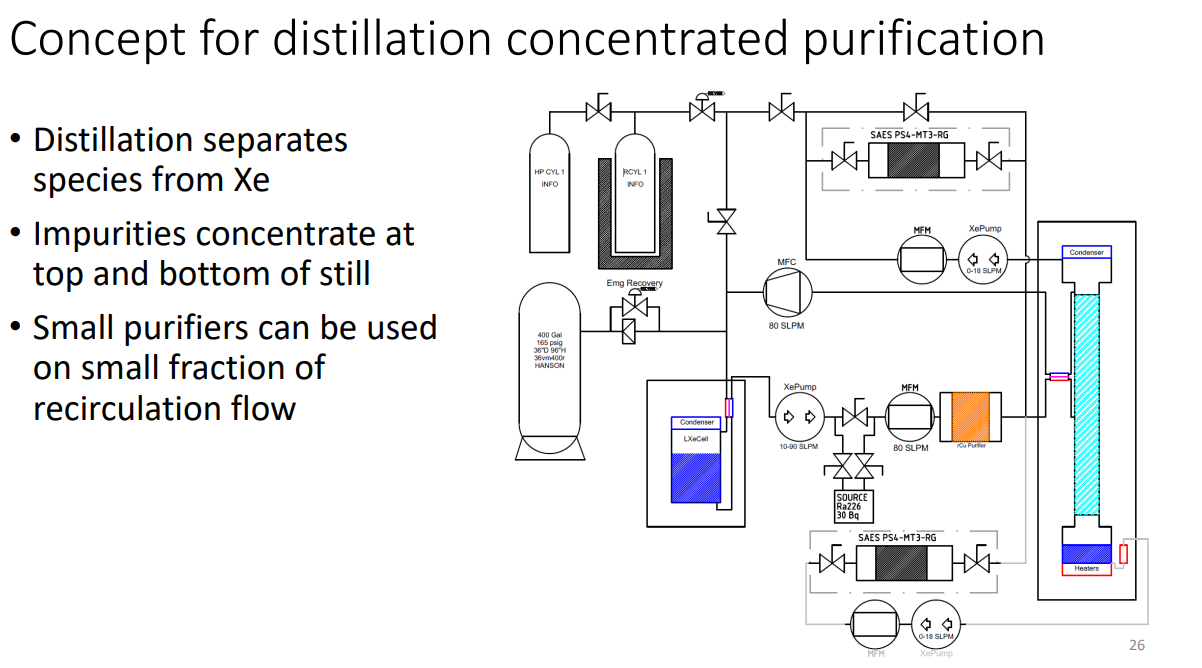 Concept for distillation concentrated purification
• Distillation separates
species from Xe
• Impurities concentrate at
top and bottom of still
• Small purifiers can be used
on small fraction of
recirculation flow
SAES PS4-MT3-RG
HP CYL 1
INFO
RCYL 1
INFO
MFM
XePump
0-18 SLPM
Condenser
MFC
80 SLPM
Emg Recovery
400 Gal
165 psig
36"D 96"H
36vm400r
HANSON
Condenser
LXeCell
XePump
10-90 SLPM
MFM
80 SLPM
rCu Purifier
SOURCE
Ra226
30 Bq
SAES PS4-MT3-RG
Heaters
0-18 SLPM
MFM
XePump
26